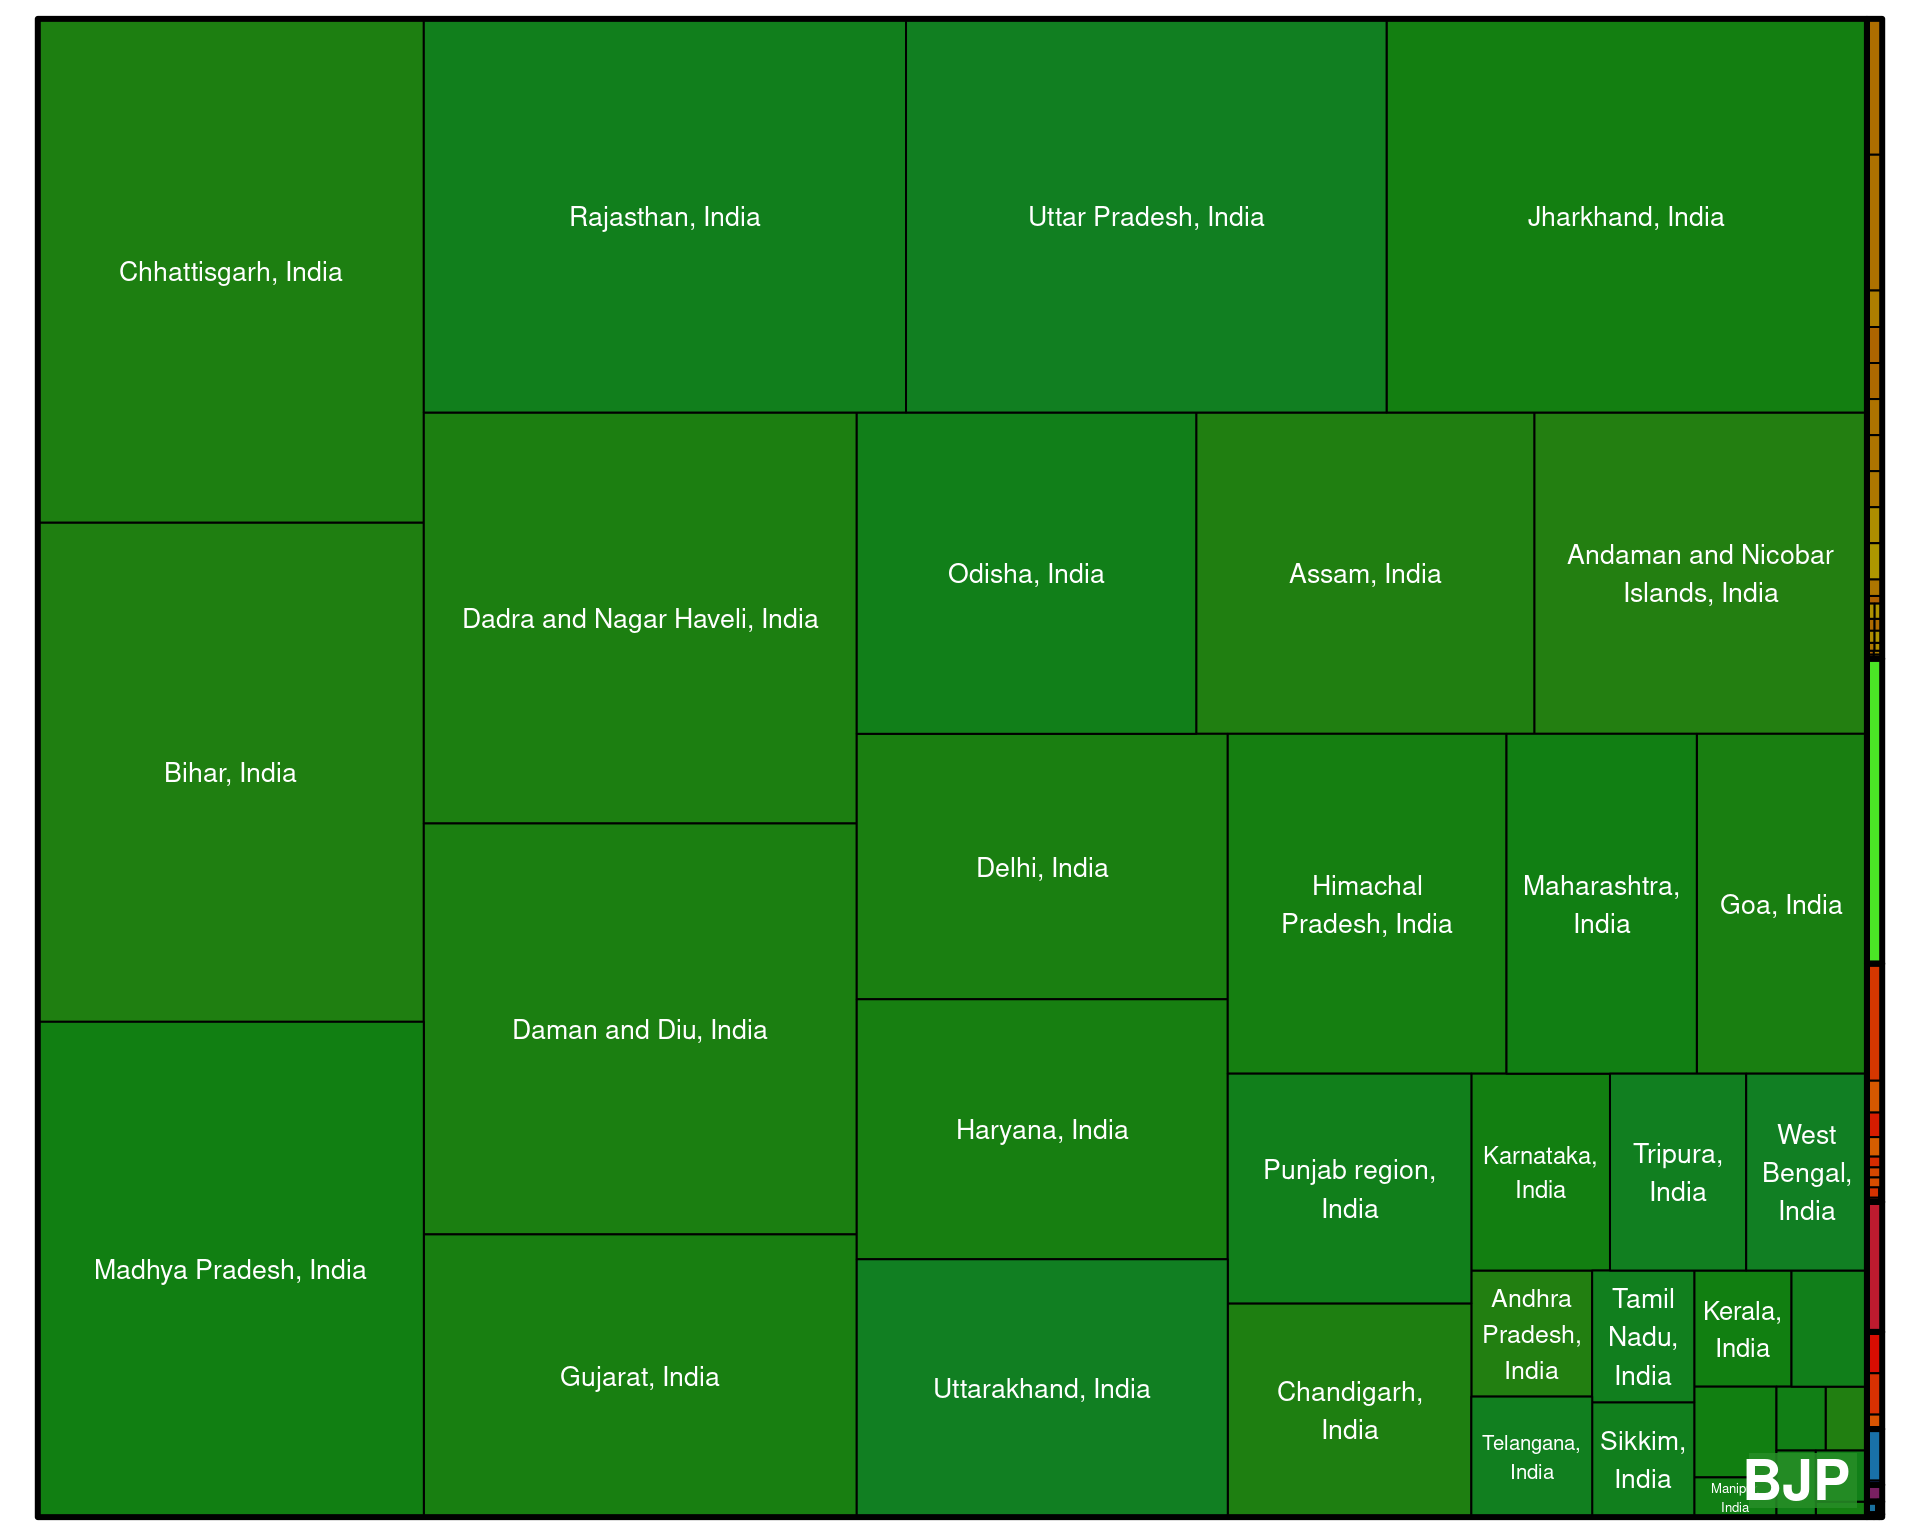 Chhattisgarh, India
Rajasthan, India
Uttar Pradesh, India
Jharkhand, India
Bihar, India
Dadra and Nagar Haveli, India
Odisha, India
Assam, India
Andaman and Nicobar
Islands, India
Delhi, India
Himachal
Pradesh, India
Maharashtra,
India
Goa, India
Madhya Pradesh, India
Daman and Diu, India
Haryana, India
Punjab region,
India
Karnataka,
India
Tripura,
India
West
Bengal,
India
Gujarat, India
Uttarakhand, India
Chandigarh,
India
Andhra
Pradesh,
India
Tamil
Nadu,
India
Kerala,
India
Telangana,
India
Sikkim,
India
Manip
India
BJP